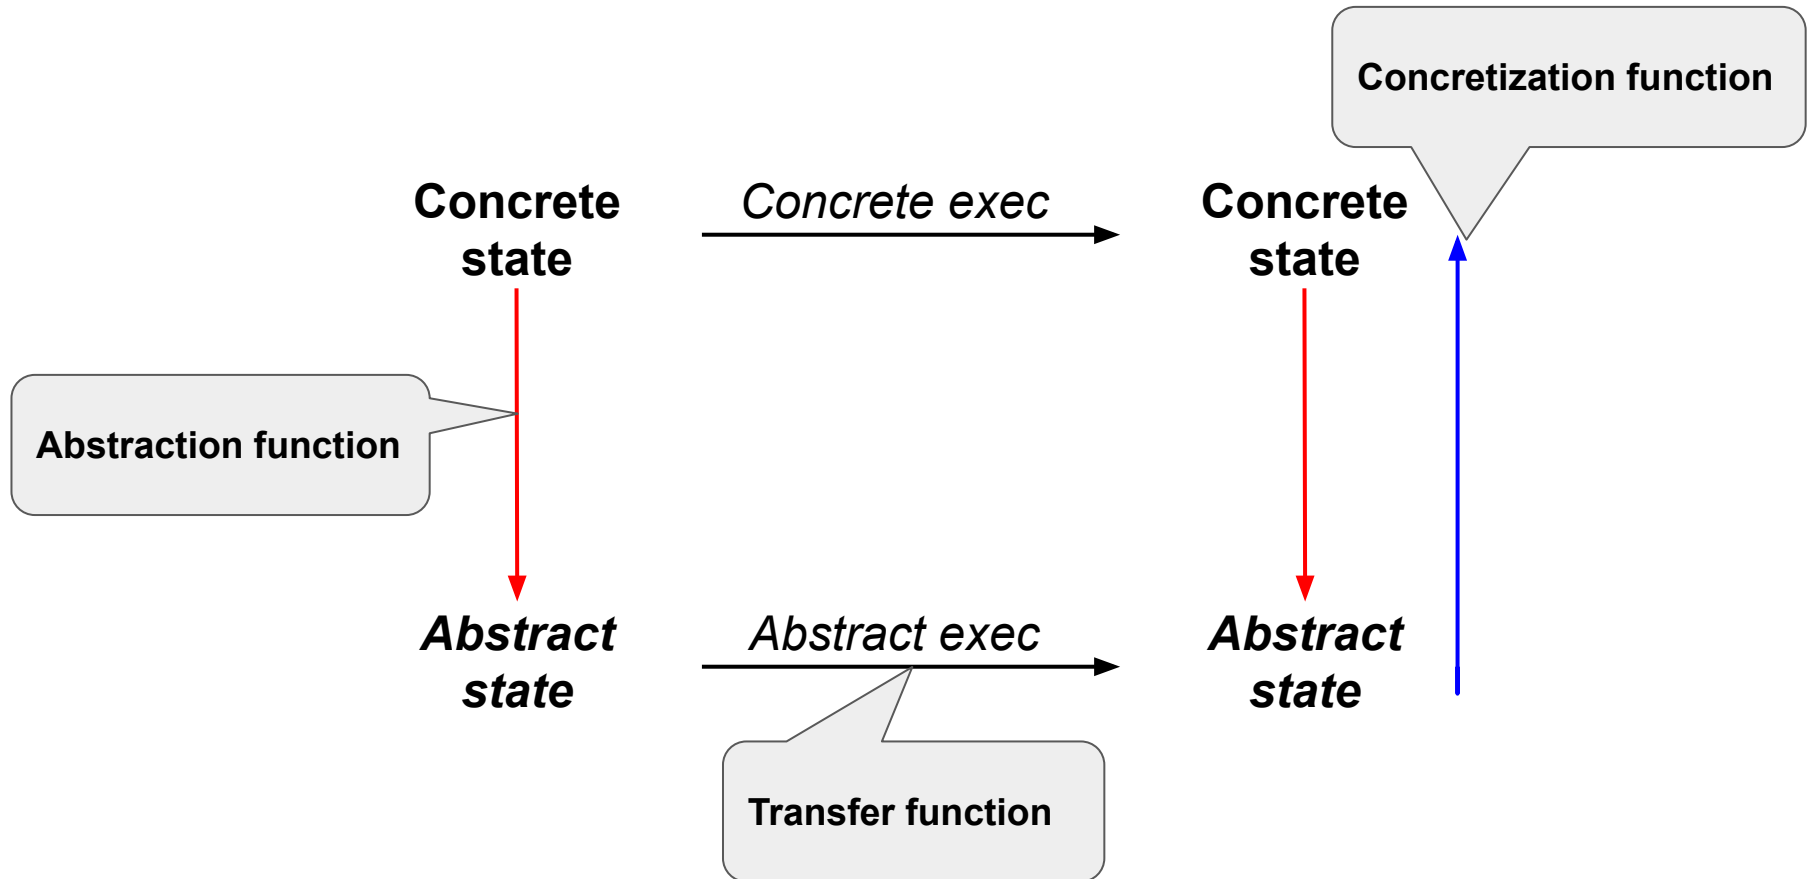 Concretization function
Concrete
state
Concrete exec
Concrete
state
Abstraction function
Abstract
state
Abstract exec
Abstract
state
Transfer function